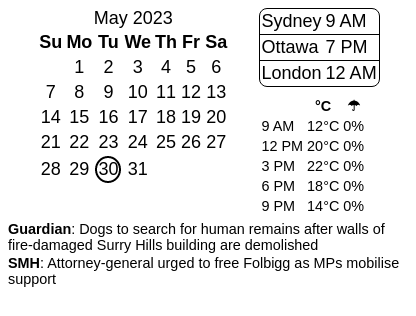 May 2023
Su Mo Tu We Th Fr Sa
1 2 3 4 5 6
7 8 9 10 11 12 13
14 15 16 17 18 19 20
21 22 23 24 25 26 27
28 29 30 31
Sydney 9 AM
Ottawa 7 PM
London 12 AM
°C ☂
9 AM 12°C 0%
12 PM 20°C 0%
3 PM 22°C 0%
6 PM 18°C 0%
9 PM 14°C 0%
Guardian: Dogs to search for human remains after walls of
fire-damaged Surry Hills building are demolished
SMH: Attorney-general urged to free Folbigg as MPs mobilise
support